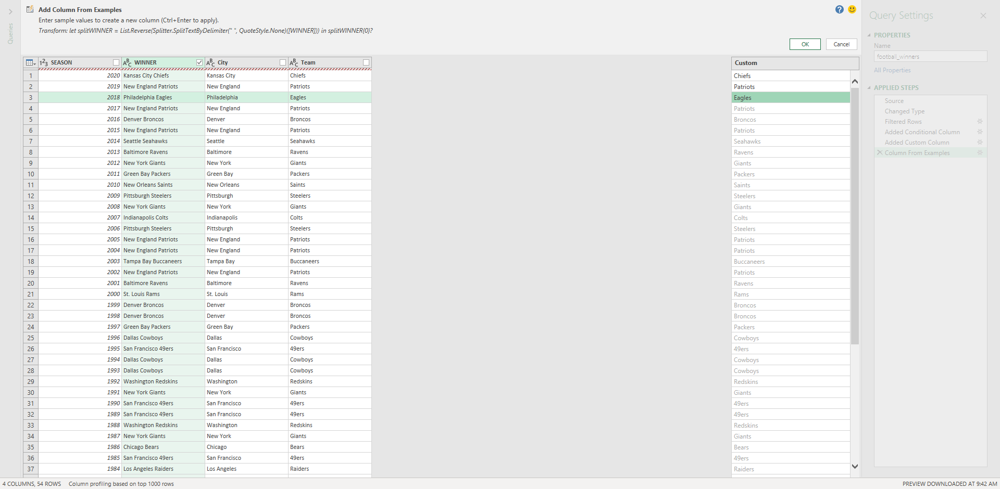 Add Column From Examples
Enter sample values to create a new column (Ctrl+Enter to apply).
Transform: let splitWINNER = List.Reverse(Splitter.SplitTextByDelimiter(" ", QuoteStyle.None)([WINNER])) in splitWINNER{0}?
OK Cancel
Queries
SEASON WINNER City Team Custom
1 2020 Kansas City Chiefs Kansas City Chiefs Chiefs
2 2019 New England Patriots New England Patriots Patriots
3 2018 Philadelphia Eagles Philadelphia Eagles Eagles
4 2017 New England Patriots New England Patriots Patriots
5 2016 Denver Broncos Denver Broncos Broncos
6 2015 New England Patriots New England Patriots Patriots
7 2014 Seattle Seahawks Seattle Seahawks Seahawks
8 2013 Baltimore Ravens Baltimore Ravens Ravens
9 2012 New York Giants New York Giants Giants
10 2011 Green Bay Packers Green Bay Packers Packers
11 2010 New Orleans Saints New Orleans Saints Saints
12 2009 Pittsburgh Steelers Pittsburgh Steelers Steelers
13 2008 New York Giants New York Giants Giants
14 2007 Indianapolis Colts Indianapolis Colts Colts
15 2006 Pittsburgh Steelers Pittsburgh Steelers Steelers
16 2005 New England Patriots New England Patriots Patriots
17 2004 New England Patriots New England Patriots Patriots
18 2003 Tampa Bay Buccaneers Tampa Bay Buccaneers Buccaneers
19 2002 New England Patriots New England Patriots Patriots
20 2001 Baltimore Ravens Baltimore Ravens Ravens
21 2000 St. Louis Rams St. Louis Rams Rams
22 1999 Denver Broncos Denver Broncos Broncos
23 1998 Denver Broncos Denver Broncos Broncos
24 1997 Green Bay Packers Green Bay Packers Packers
25 1996 Dallas Cowboys Dallas Cowboys Cowboys
26 1995 San Francisco 49ers San Francisco 49ers 49ers
27 1994 Dallas Cowboys Dallas Cowboys Cowboys
28 1993 Dallas Cowboys Dallas Cowboys Cowboys
29 1992 Washington Redskins Washington Redskins Redskins
30 1991 New York Giants New York Giants Giants
31 1990 San Francisco 49ers San Francisco 49ers 49ers
32 1989 San Francisco 49ers San Francisco 49ers 49ers
33 1988 Washington Redskins Washington Redskins Redskins
34 1987 New York Giants New York Giants Giants
35 1986 Chicago Bears Chicago Bears Bears
36 1985 San Francisco 49ers San Francisco 49ers 49ers
37 1984 Los Angeles Raiders Los Angeles Raiders Raiders
Query Settings
PROPERTIES
Name
football_winners
All Properties
APPLIED STEPS
Source
Changed Type
Filtered Rows
Added Conditional Column
Added Custom Column
Column From Examples
4 COLUMNS, 54 ROWS Column profiling based on top 1000 rows PREVIEW DOWNLOADED AT 9:42 AM